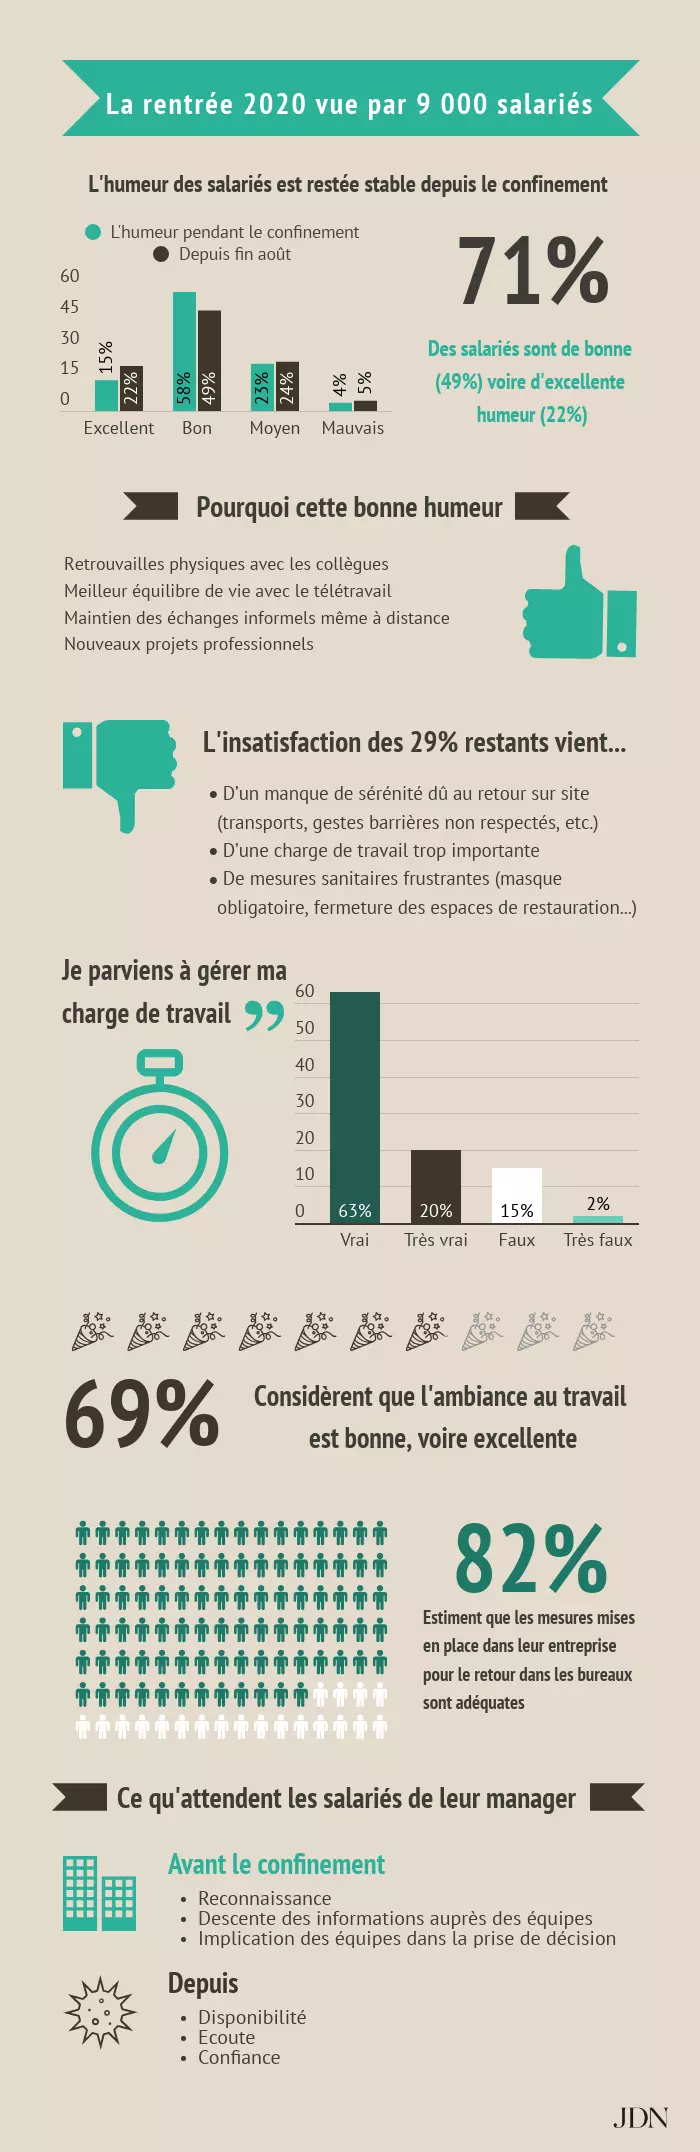 La rentrée 2020 vue par 9 000 salariés
L'humeur des salariés est restée stable depuis le confinement
L'humeur pendant le confinement
Depuis fin août
60
45
30
15
0
15%
22%
58%
49%
23%
24%
4%
5%
Excellent
Bon
Moyen
Mauvais
71%
Des salariés sont de bonne
(49%) voire d'excellente
humeur (22%)
Pourquoi cette bonne humeur
Retrouvailles physiques avec les collègues
Meilleur équilibre de vie avec le télétravail
Maintien des échanges informels même à distance
Nouveaux projets professionnels
L'insatisfaction des 29% restants vient...
• D'un manque de sérénité dû au retour sur site
(transports, gestes barrières non respectés, etc.)
• D'une charge de travail trop importante
• De mesures sanitaires frustrantes (masque
obligatoire, fermeture des espaces de restauration...)
Je parviens à gérer ma
charge de travail ”
60
50
40
30
20
10
0
63%
20%
15%
2%
Vrai
Très vrai
Faux
Très faux
69%
Considèrent que l'ambiance au travail
est bonne, voire excellente
82%
Estiment que les mesures mises
en place dans leur entreprise
pour le retour dans les bureaux
sont adéquates
Ce qu'attendent les salariés de leur manager
Avant le confinement
• Reconnaissance
• Descente des informations auprès des équipes
• Implication des équipes dans la prise de décision
Depuis
• Disponibilité
• Ecoute
• Confiance
JDN